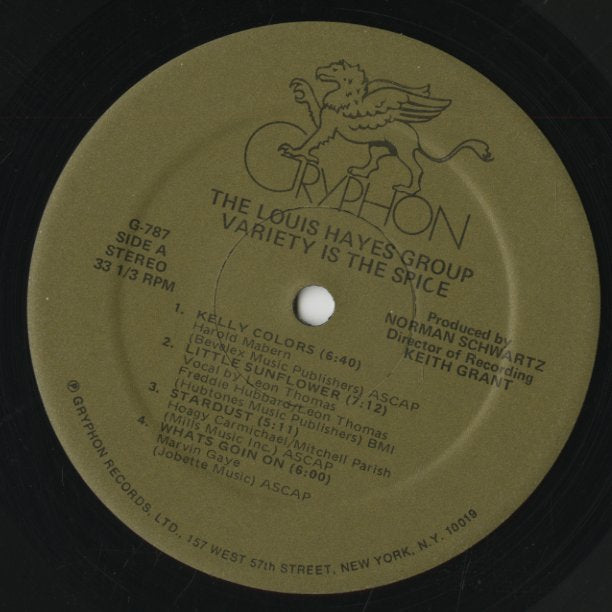 GRYPHON
THE LOUIS HAYES GROUP
VARIETY IS THE SPICE
G-787
SIDE A
STEREO
33 1/3 RPM
Produced by
NORMAN SCHWARTZ
Director of Recording
KEITH GRANT
1. KELLY COLORS (6:40)
Harold Mabern
(Bevelex Music Publishers) ASCAP
2. LITTLE SUNFLOWER (7:12)
Vocal by Leon Thomas
Freddie Hubbard/Leon Thomas
(Hubtones Music Publishers) BMI
3. STARDUST (5:11)
Hoagy Carmichael/Mitchell Parish
(Mills Music Inc.) ASCAP
4. WHATS GOIN ON (6:00)
Marvin Gaye
(Jobette Music) ASCAP
℗ GRYPHON RECORDS, LTD., 157 WEST 57th STREET, NEW YORK, N.Y. 10019